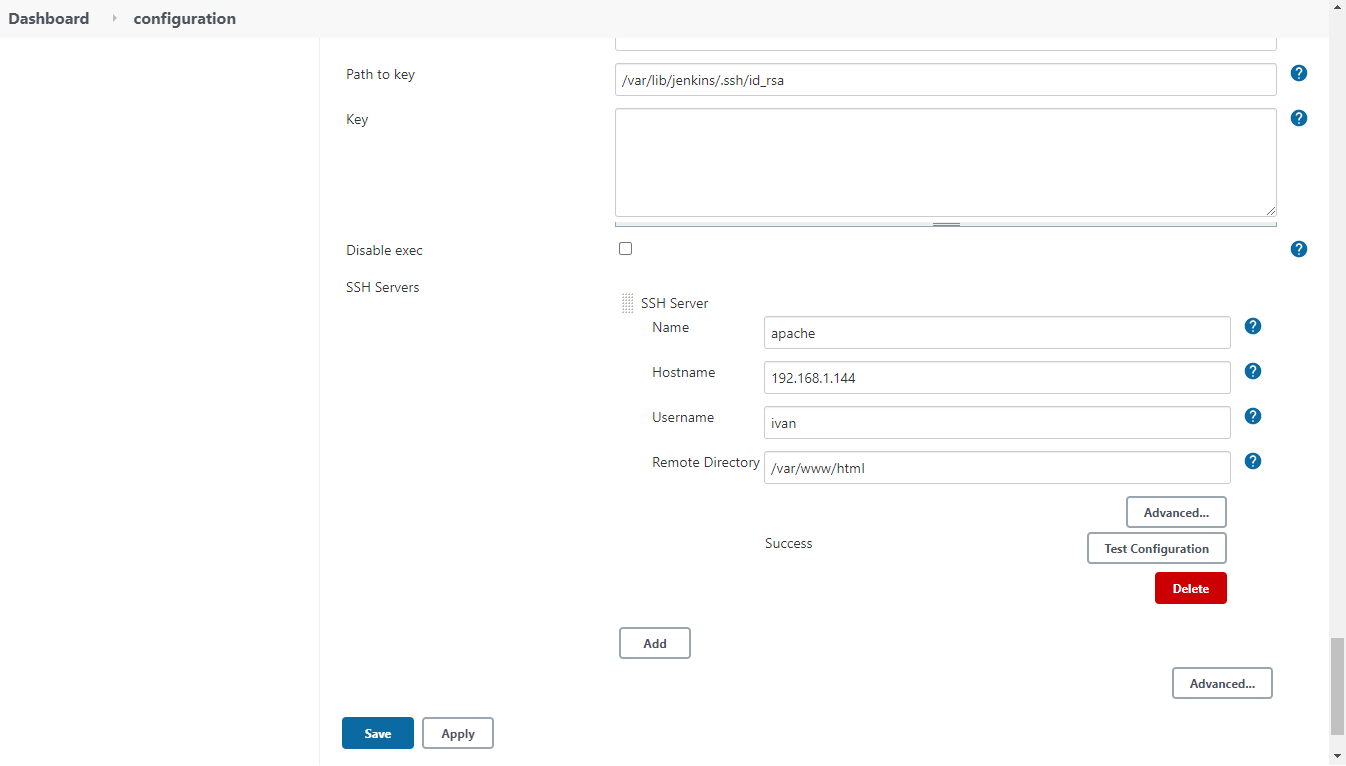 Dashboard configuration
Path to key /var/lib/jenkins/.ssh/id_rsa ?
Key ?
Disable exec ?
SSH Servers
SSH Server
Name apache ?
Hostname 192.168.1.144 ?
Username ivan ?
Remote Directory /var/www/html ?
Advanced...
Success Test Configuration
Delete
Add
Advanced...
Save Apply